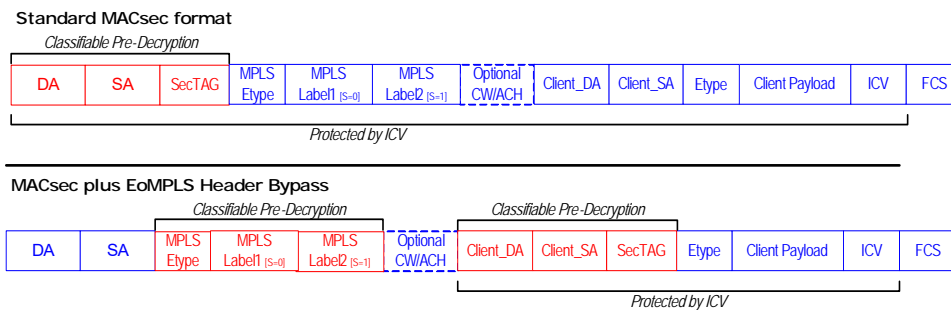 Standard MACsec format
Classifiable Pre-Decryption
DA SA SecTAG MPLS Etype MPLS Label1 [S=0] MPLS Label2 [S=1] Optional CW/ACH Client_DA Client_SA Etype Client Payload ICV FCS
Protected by ICV
MACsec plus EoMPLS Header Bypass
Classifiable Pre-Decryption Classifiable Pre-Decryption
DA SA MPLS Etype MPLS Label1 [S=0] MPLS Label2 [S=1] Optional CW/ACH Client_DA Client_SA SecTAG Etype Client Payload ICV FCS
Protected by ICV